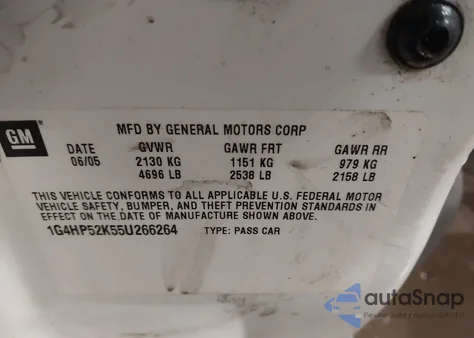 MFD BY GENERAL MOTORS CORP
GM
DATE GVWR GAWR FRT GAWR RR
06/05 2130 KG 1151 KG 979 KG
4696 LB 2538 LB 2158 LB
THIS VEHICLE CONFORMS TO ALL APPLICABLE U.S. FEDERAL MOTOR
VEHICLE SAFETY, BUMPER, AND THEFT PREVENTION STANDARDS IN
EFFECT ON THE DATE OF MANUFACTURE SHOWN ABOVE.
1G4HP52K55U266264 TYPE: PASS CAR
autoSnap